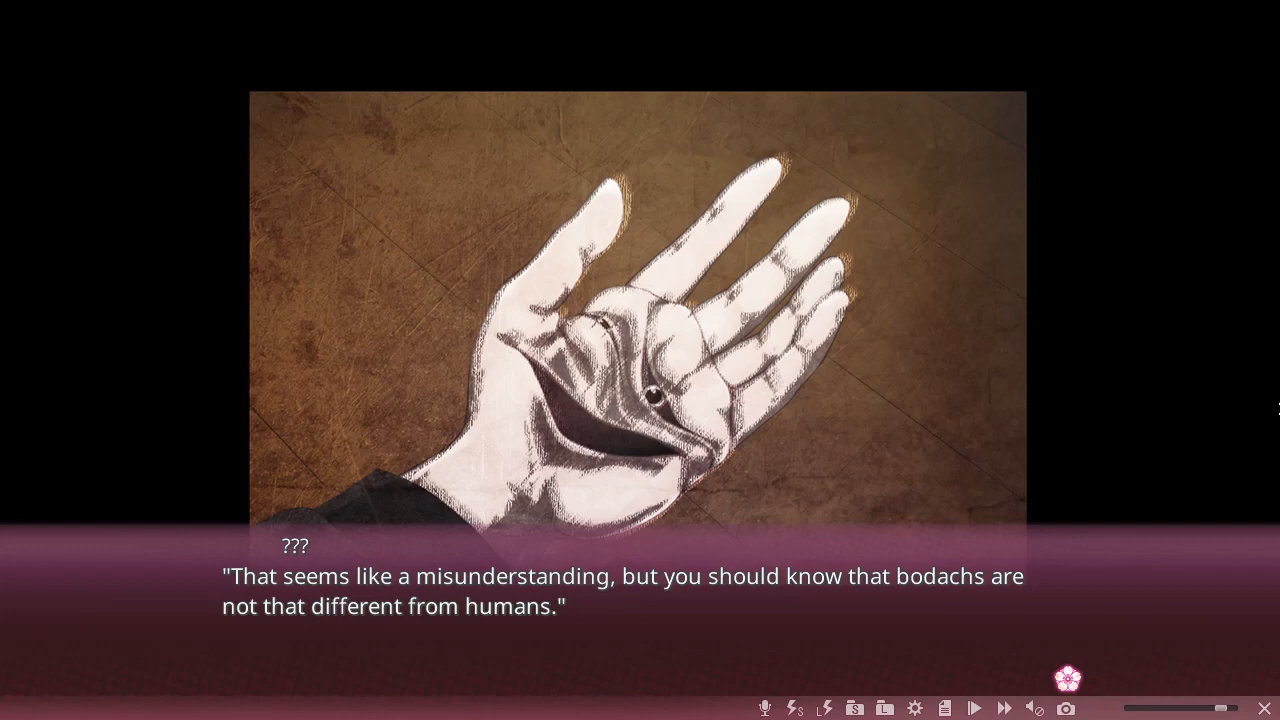 ???
"That seems like a misunderstanding, but you should know that bodachs are
not that different from humans."
S
L
S
L